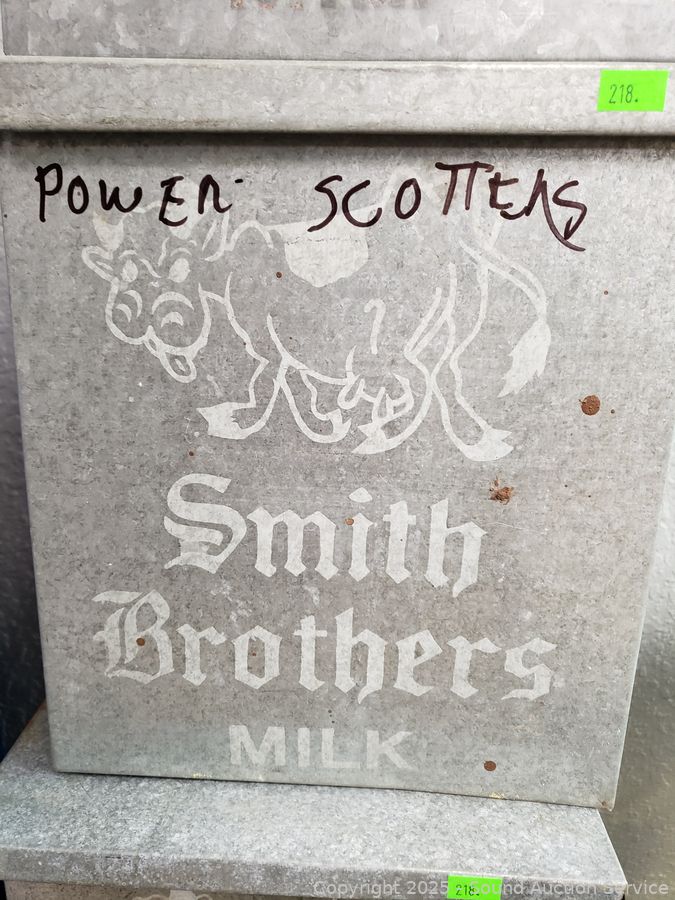 218.
POWER SCOTTERS
Smith
Brothers
MILK
218.
Copyright 2025 Sound Auction Service